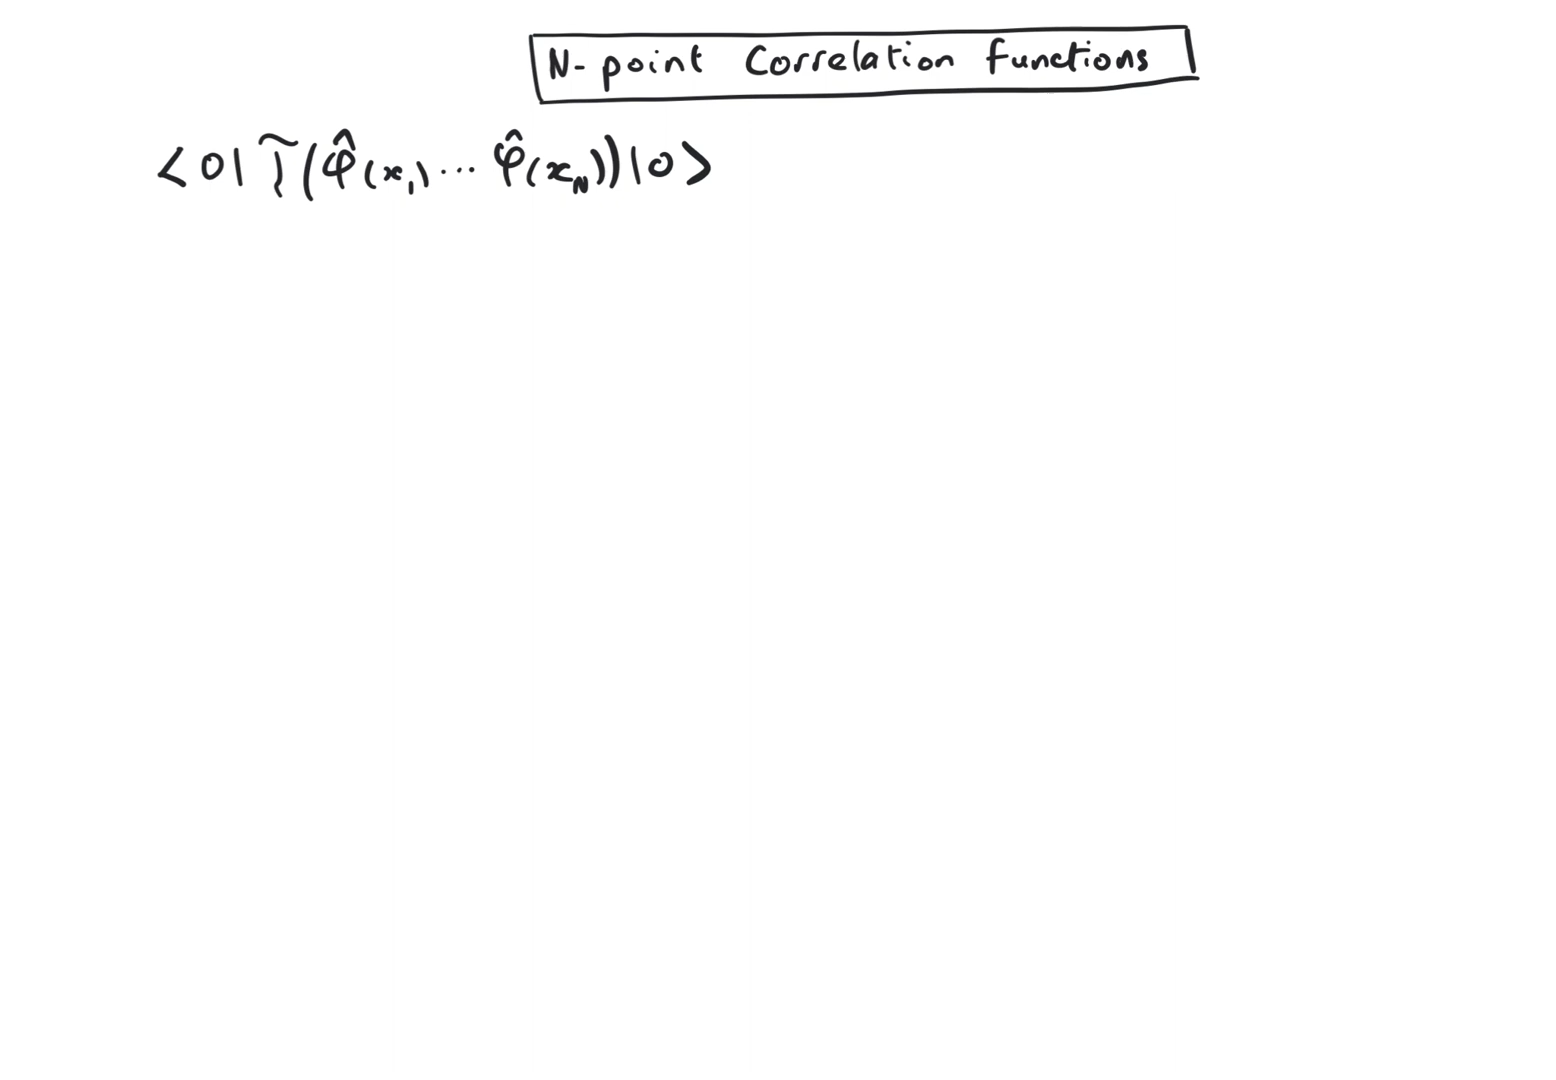 N-point Correlation functions
<0|T(φ̂(x₁)...φ̂(x_N))|0>